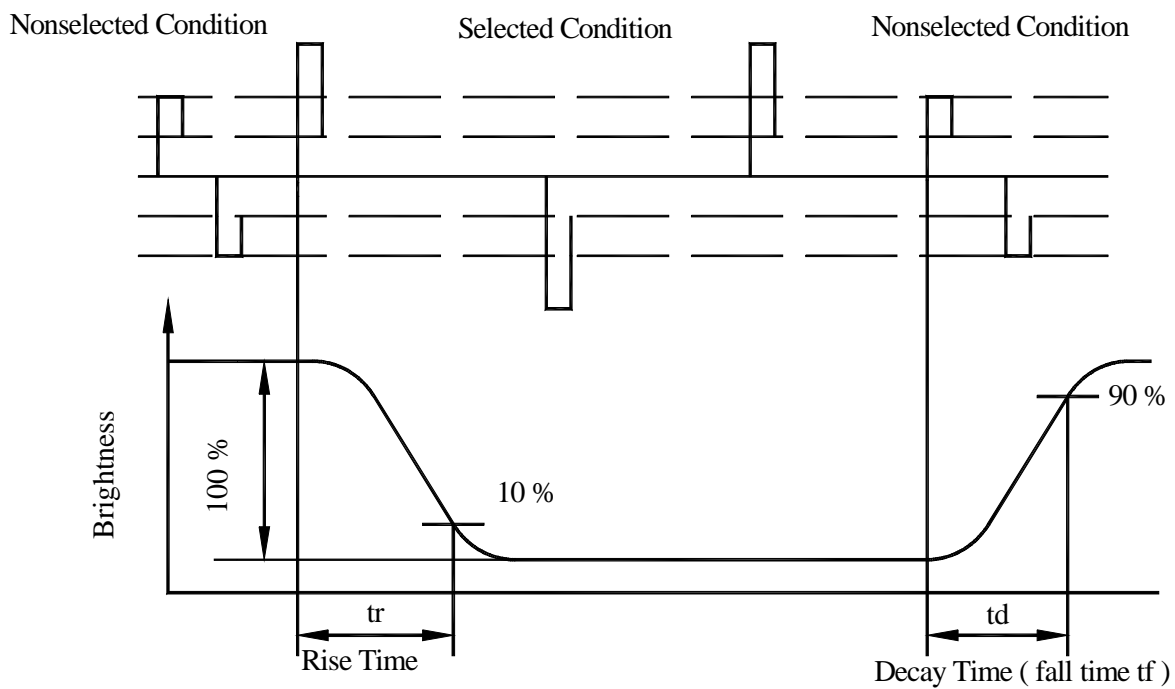 Nonselected Condition
Selected Condition
Nonselected Condition
Brightness
100 %
10 %
90 %
tr
Rise Time
td
Decay Time ( fall time tf )